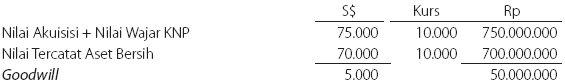 S$ Kurs Rp
Nilai Akuisisi + Nilai Wajar KNP 75.000 10.000 750.000.000
Nilai Tercatat Aset Bersih 70.000 10.000 700.000.000
Goodwill 5.000 50.000.000